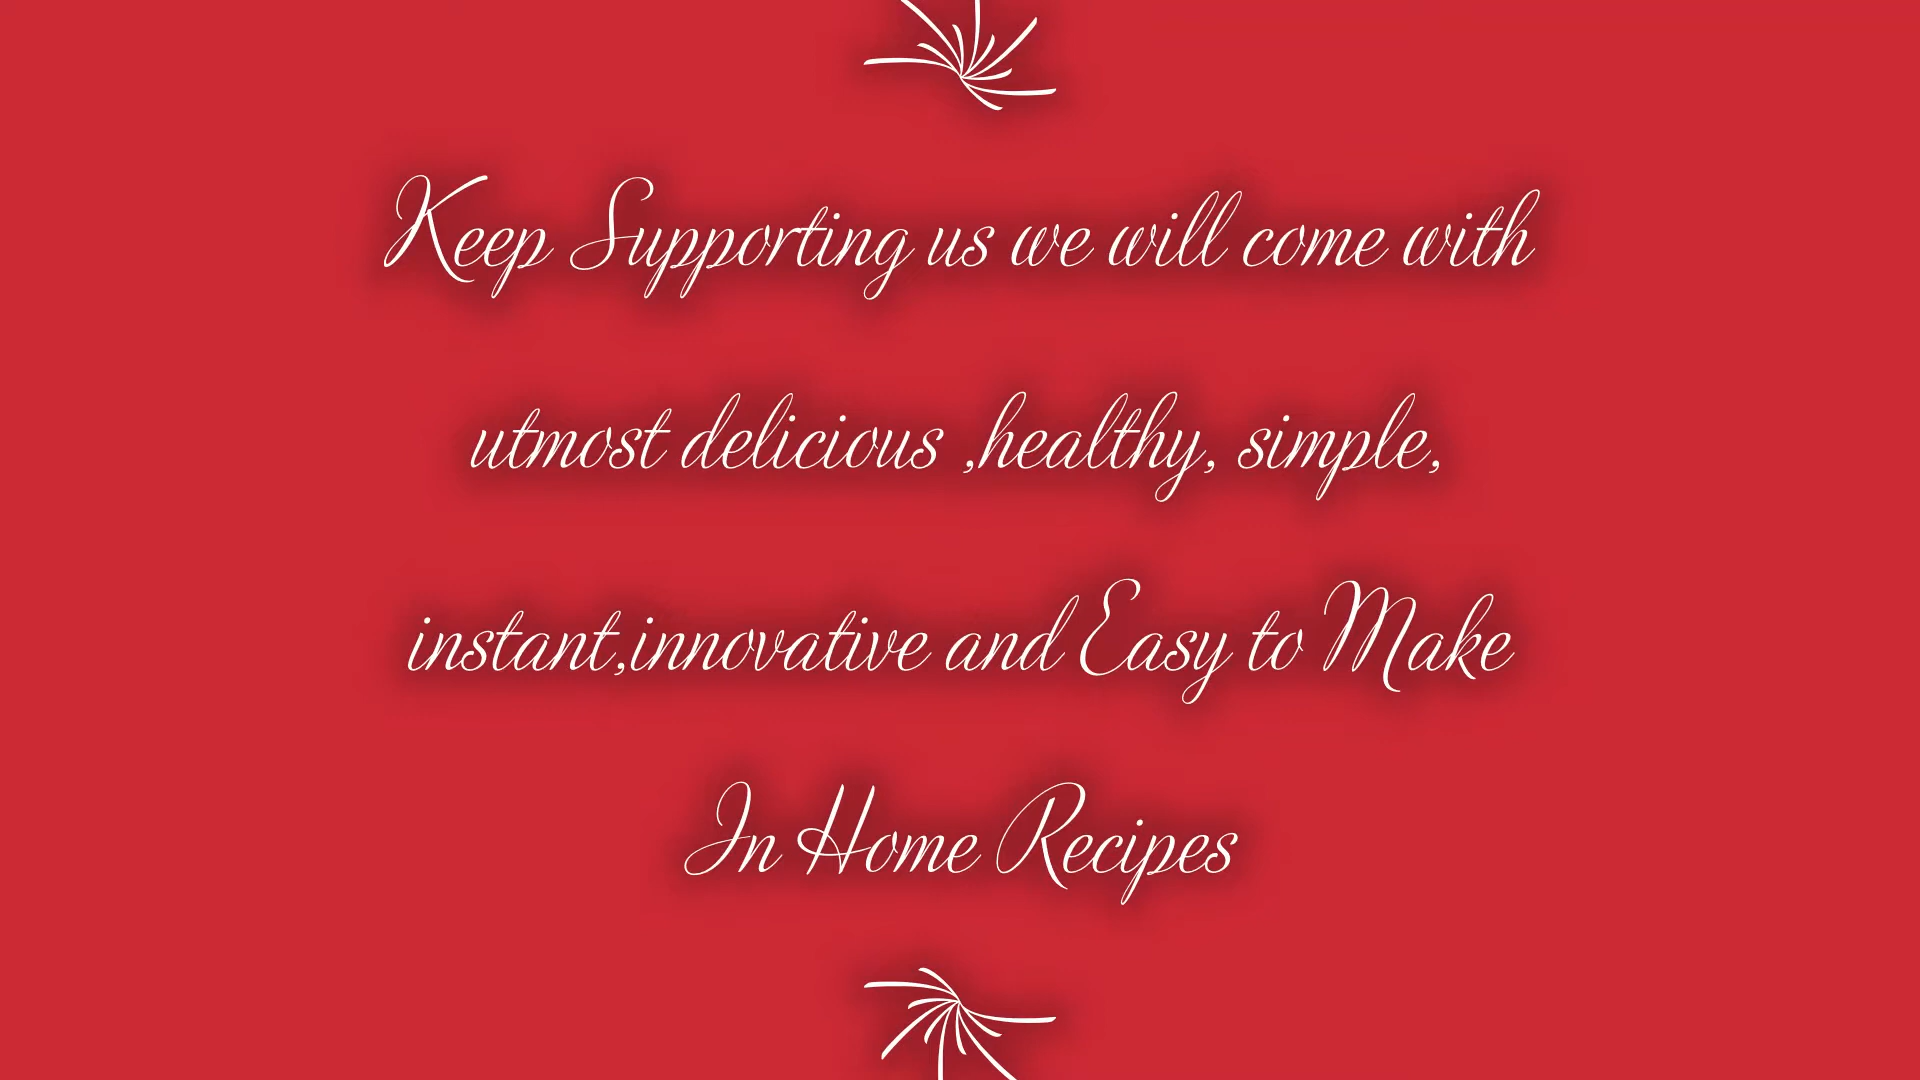 Keep Supporting us we will come with
utmost delicious ,healthy, simple,
instant,innovative and Easy to Make
In Home Recipes